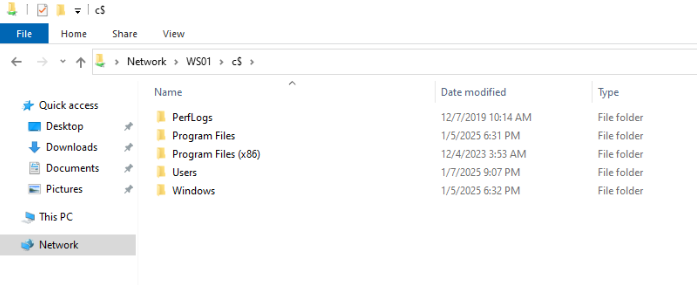 c$
File Home Share View
Network WS01 c$
Name Date modified Type
Quick access
Desktop
Downloads
Documents
Pictures
This PC
Network
PerfLogs 12/7/2019 10:14 AM File folder
Program Files 1/5/2025 6:31 PM File folder
Program Files (x86) 12/4/2023 3:53 AM File folder
Users 1/7/2025 9:07 PM File folder
Windows 1/5/2025 6:32 PM File folder